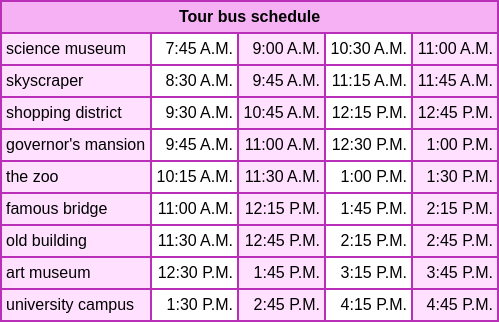 Tour bus schedule
science museum 7:45 A.M. 9:00 A.M. 10:30 A.M. 11:00 A.M.
skyscraper 8:30 A.M. 9:45 A.M. 11:15 A.M. 11:45 A.M.
shopping district 9:30 A.M. 10:45 A.M. 12:15 P.M. 12:45 P.M.
governor's mansion 9:45 A.M. 11:00 A.M. 12:30 P.M. 1:00 P.M.
the zoo 10:15 A.M. 11:30 A.M. 1:00 P.M. 1:30 P.M.
famous bridge 11:00 A.M. 12:15 P.M. 1:45 P.M. 2:15 P.M.
old building 11:30 A.M. 12:45 P.M. 2:15 P.M. 2:45 P.M.
art museum 12:30 P.M. 1:45 P.M. 3:15 P.M. 3:45 P.M.
university campus 1:30 P.M. 2:45 P.M. 4:15 P.M. 4:45 P.M.